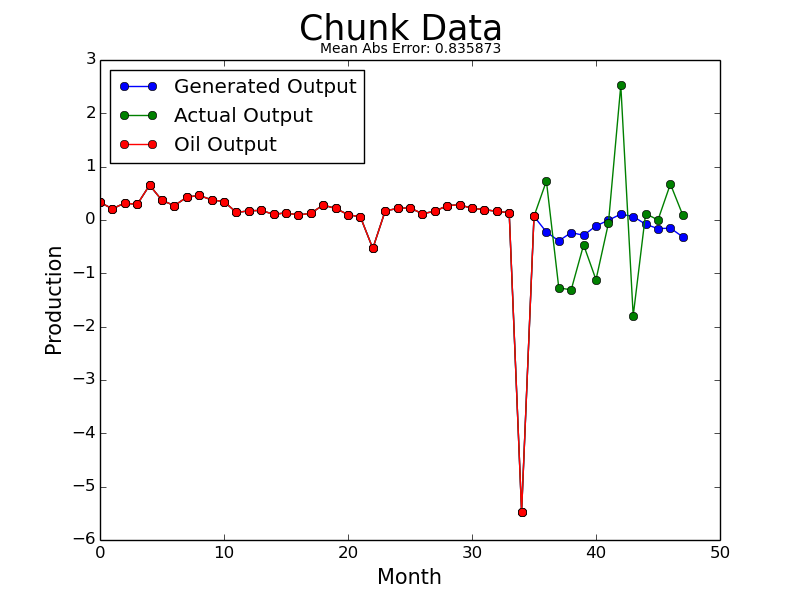 Chunk Data
Mean Abs Error: 0.835873
Generated Output
Actual Output
Oil Output
3
2
1
0
−1
−2
−3
−4
−5
−6
Production
0 10 20 30 40 50
Month